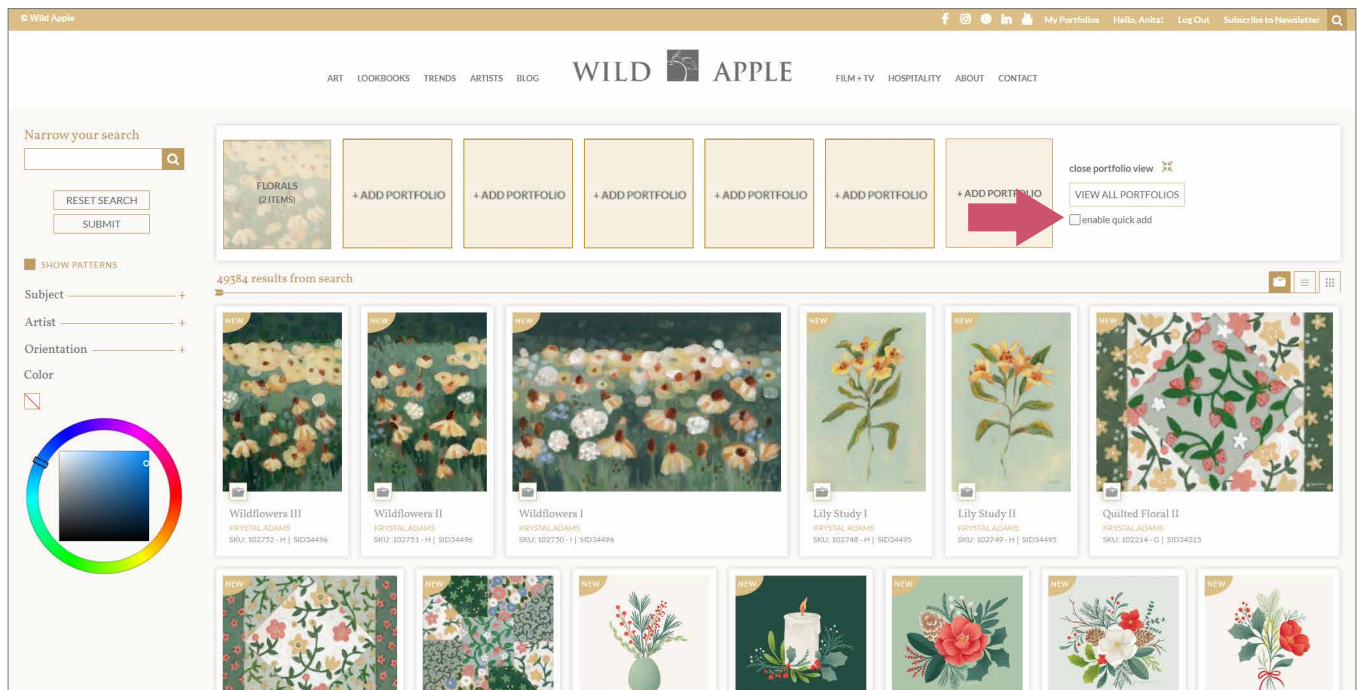 © Wild Apple
My Portfolios Hello, Anita! Log Out Subscribe to Newsletter
ART LOOKBOOKS TRENDS ARTISTS BLOG WILD APPLE FILM + TV HOSPITALITY ABOUT CONTACT
Narrow your search
RESET SEARCH
SUBMIT
SHOW PATTERNS
Subject
Artist
Orientation
Color
FLORALS
(2 ITEMS)
+ ADD PORTFOLIO
+ ADD PORTFOLIO
+ ADD PORTFOLIO
+ ADD PORTFOLIO
+ ADD PORTFOLIO
+ ADD PORTFOLIO
close portfolio view
VIEW ALL PORTFOLIOS
enable quick add
49384 results from search
NEW
Wildflowers III
KRYSTAL ADAMS
SKU: 102752 - H | SID34496
NEW
Wildflowers II
KRYSTAL ADAMS
SKU: 102751 - H | SID34496
NEW
Wildflowers I
KRYSTAL ADAMS
SKU: 102750 - I | SID34496
NEW
Lily Study I
KRYSTAL ADAMS
SKU: 102748 - H | SID34495
NEW
Lily Study II
KRYSTAL ADAMS
SKU: 102749 - H | SID34495
NEW
Quilted Floral II
KRYSTAL ADAMS
SKU: 102214 - G | SID34315
NEW
NEW
NEW
NEW
NEW
NEW
NEW